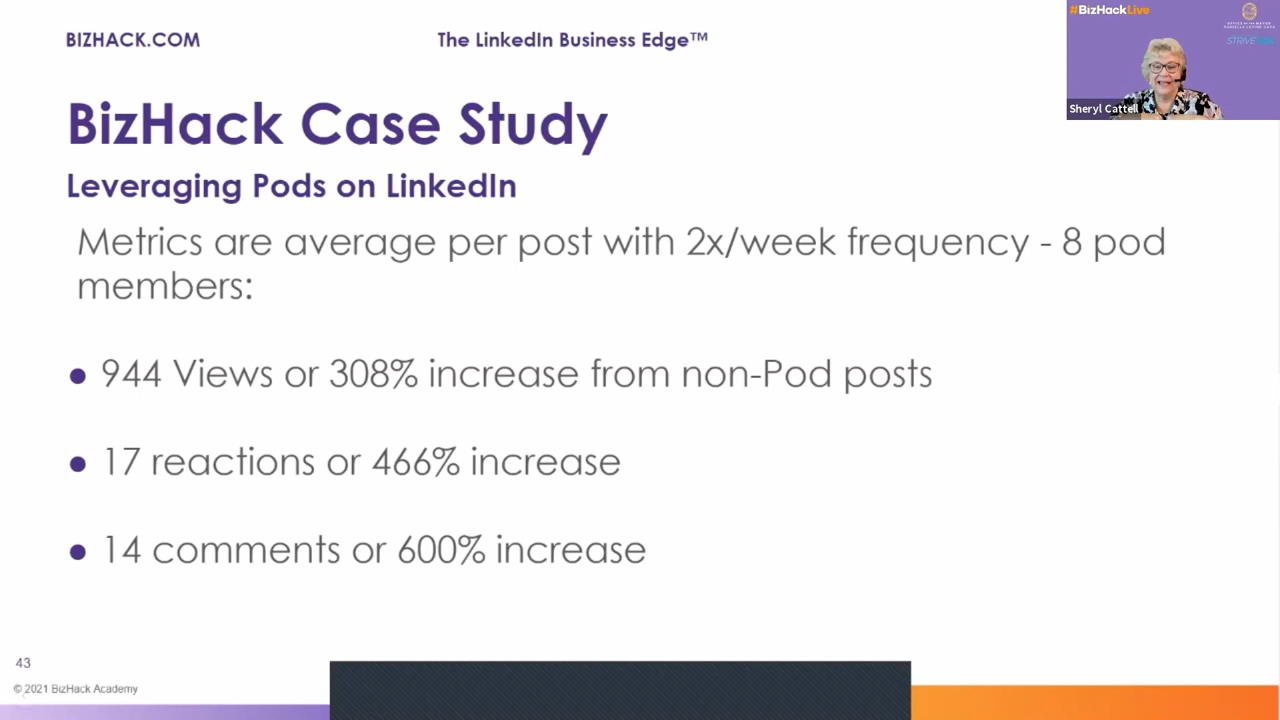 BIZHACK.COM
The LinkedIn Business Edge™
#BizHackLive
Sheryl Cattell
BizHack Case Study
Leveraging Pods on LinkedIn
Metrics are average per post with 2x/week frequency - 8 pod
members:
● 944 Views or 308% increase from non-Pod posts
● 17 reactions or 466% increase
● 14 comments or 600% increase
43
© 2021 BizHack Academy